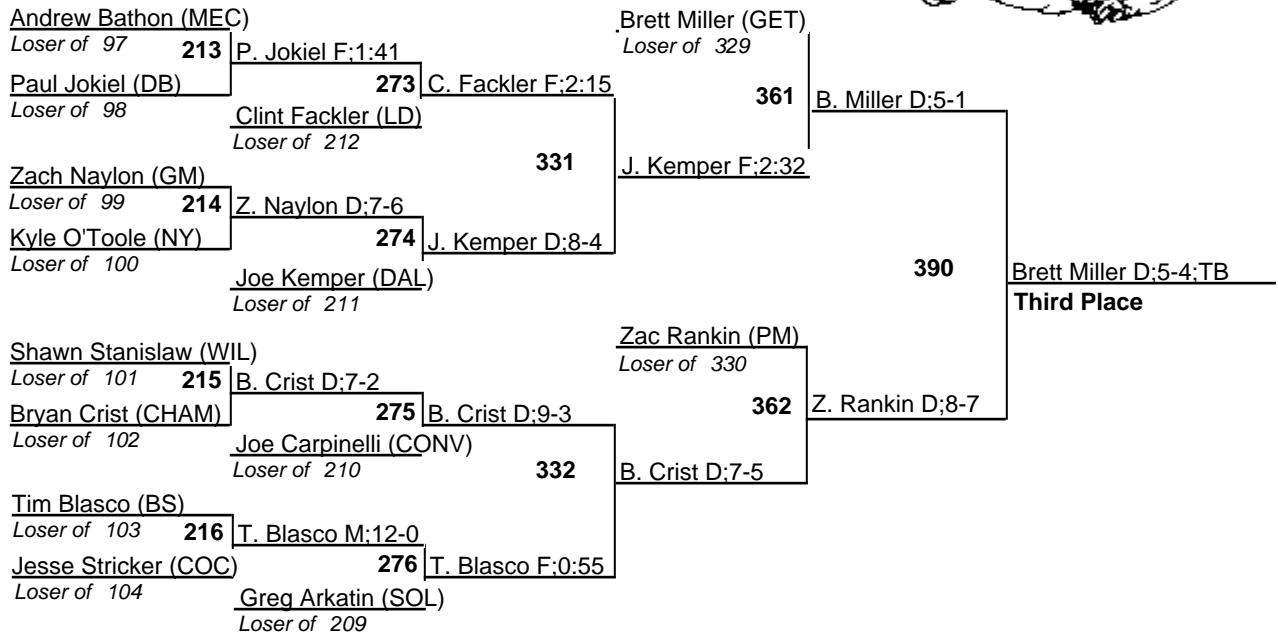 Andrew Bathon (MEC)
Loser of 97
213
P. Jokiel F;1:41
Paul Jokiel (DB)
Loser of 98
273
C. Fackler F;2:15
Clint Fackler (LD)
Loser of 212
331
Zach Naylon (GM)
Loser of 99
214
Z. Naylon D;7-6
Kyle O'Toole (NY)
Loser of 100
274
J. Kemper D;8-4
Joe Kemper (DAL)
Loser of 211
Brett Miller (GET)
Loser of 329
361
B. Miller D;5-1
J. Kemper F;2:32
390
Brett Miller D;5-4;TB
Third Place
Shawn Stanislaw (WIL)
Loser of 101
215
B. Crist D;7-2
Bryan Crist (CHAM)
Loser of 102
275
B. Crist D;9-3
Joe Carpinelli (CONV)
Loser of 210
332
Tim Blasco (BS)
Loser of 103
216
T. Blasco M;12-0
Jesse Stricker (COC)
Loser of 104
276
T. Blasco F;0:55
Greg Arkatin (SOL)
Loser of 209
Zac Rankin (PM)
Loser of 330
362
Z. Rankin D;8-7
B. Crist D;7-5